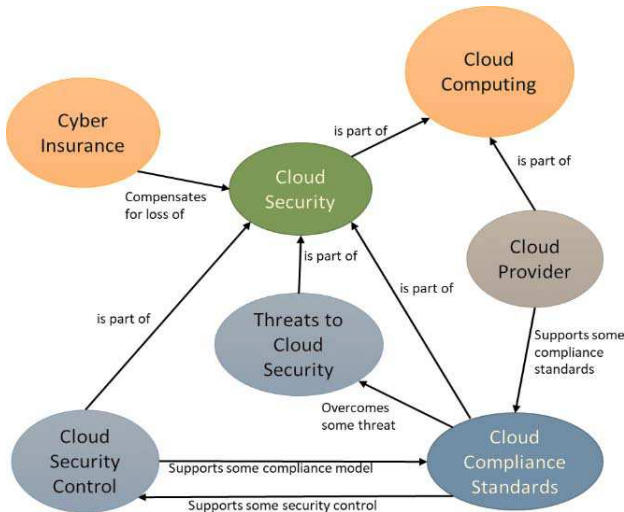 Cloud
Computing
Cyber
Insurance
is part of
is part of
Compensates
for loss of
Cloud
Security
Cloud
Provider
is part of
is part of
is part of
Threats to
Cloud
Security
Supports some
compliance
standards
Overcomes
some threat
Cloud
Security
Control
Cloud
Compliance
Standards
Supports some compliance model
Supports some security control